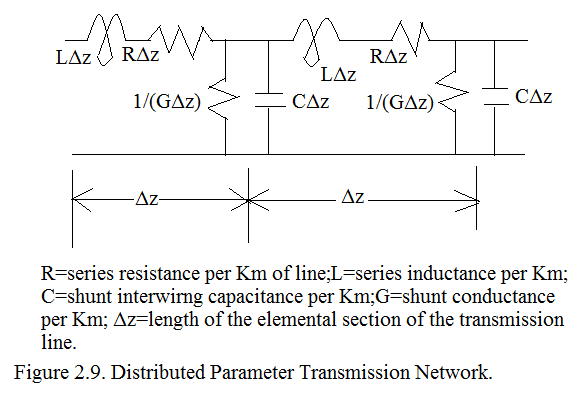 LΔz RΔz LΔz RΔz
1/(GΔz) CΔz 1/(GΔz) CΔz
Δz Δz
R=series resistance per Km of line;L=series inductance per Km;
C=shunt interwirng capacitance per Km;G=shunt conductance
per Km; Δz=length of the elemental section of the transmission
line.
Figure 2.9. Distributed Parameter Transmission Network.